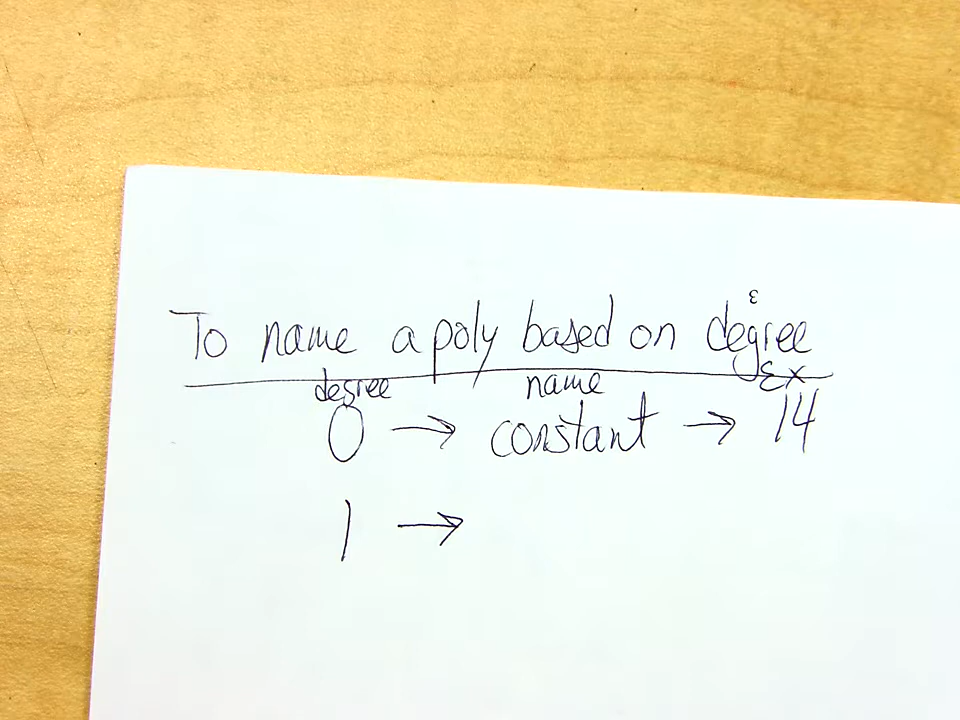 To name a poly based on degree
degree name Ex
0 → constant → 14
1 →